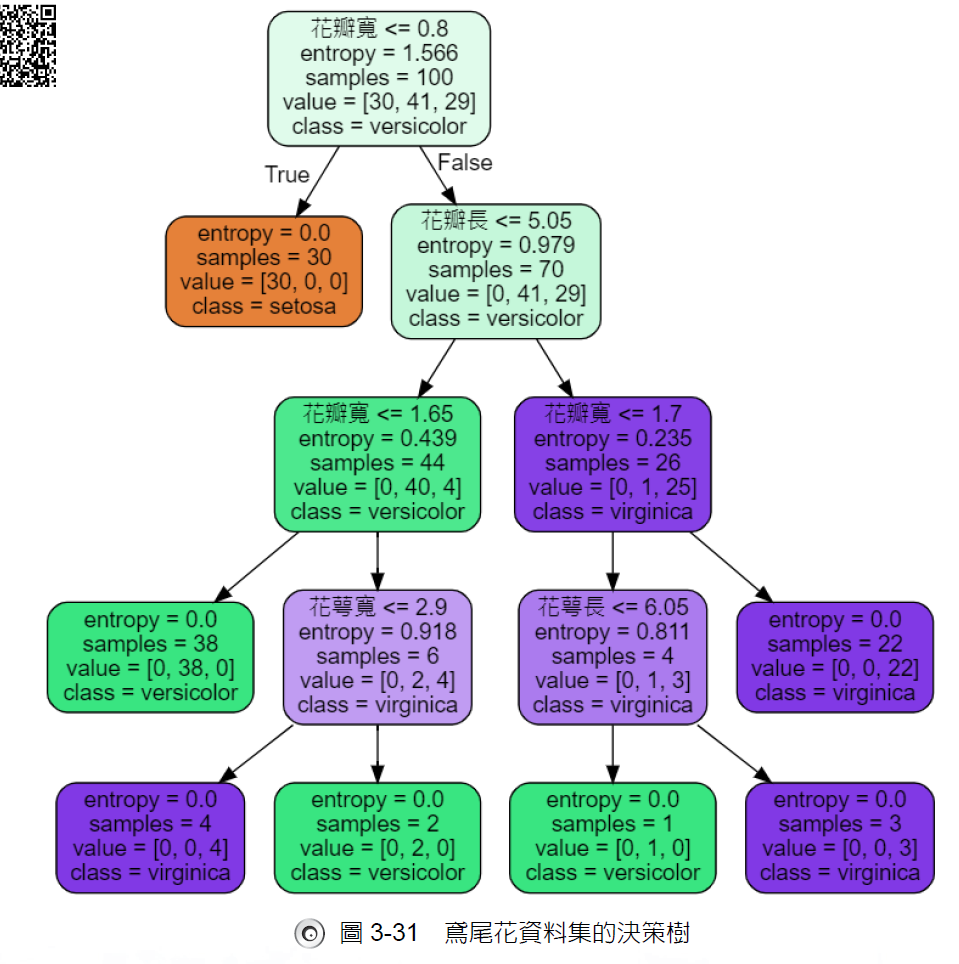 花瓣寬 <= 0.8
entropy = 1.566
samples = 100
value = [30, 41, 29]
class = versicolor
True
False
entropy = 0.0
samples = 30
value = [30, 0, 0]
class = setosa
花瓣長 <= 5.05
entropy = 0.979
samples = 70
value = [0, 41, 29]
class = versicolor
花瓣寬 <= 1.65
entropy = 0.439
samples = 44
value = [0, 40, 4]
class = versicolor
花瓣寬 <= 1.7
entropy = 0.235
samples = 26
value = [0, 1, 25]
class = virginica
entropy = 0.0
samples = 38
value = [0, 38, 0]
class = versicolor
花萼寬 <= 2.9
entropy = 0.918
samples = 6
value = [0, 2, 4]
class = virginica
花萼長 <= 6.05
entropy = 0.811
samples = 4
value = [0, 1, 3]
class = virginica
entropy = 0.0
samples = 22
value = [0, 0, 22]
class = virginica
entropy = 0.0
samples = 4
value = [0, 0, 4]
class = virginica
entropy = 0.0
samples = 2
value = [0, 2, 0]
class = versicolor
entropy = 0.0
samples = 1
value = [0, 1, 0]
class = versicolor
entropy = 0.0
samples = 3
value = [0, 0, 3]
class = virginica
圖 3-31 鳶尾花資料集的決策樹